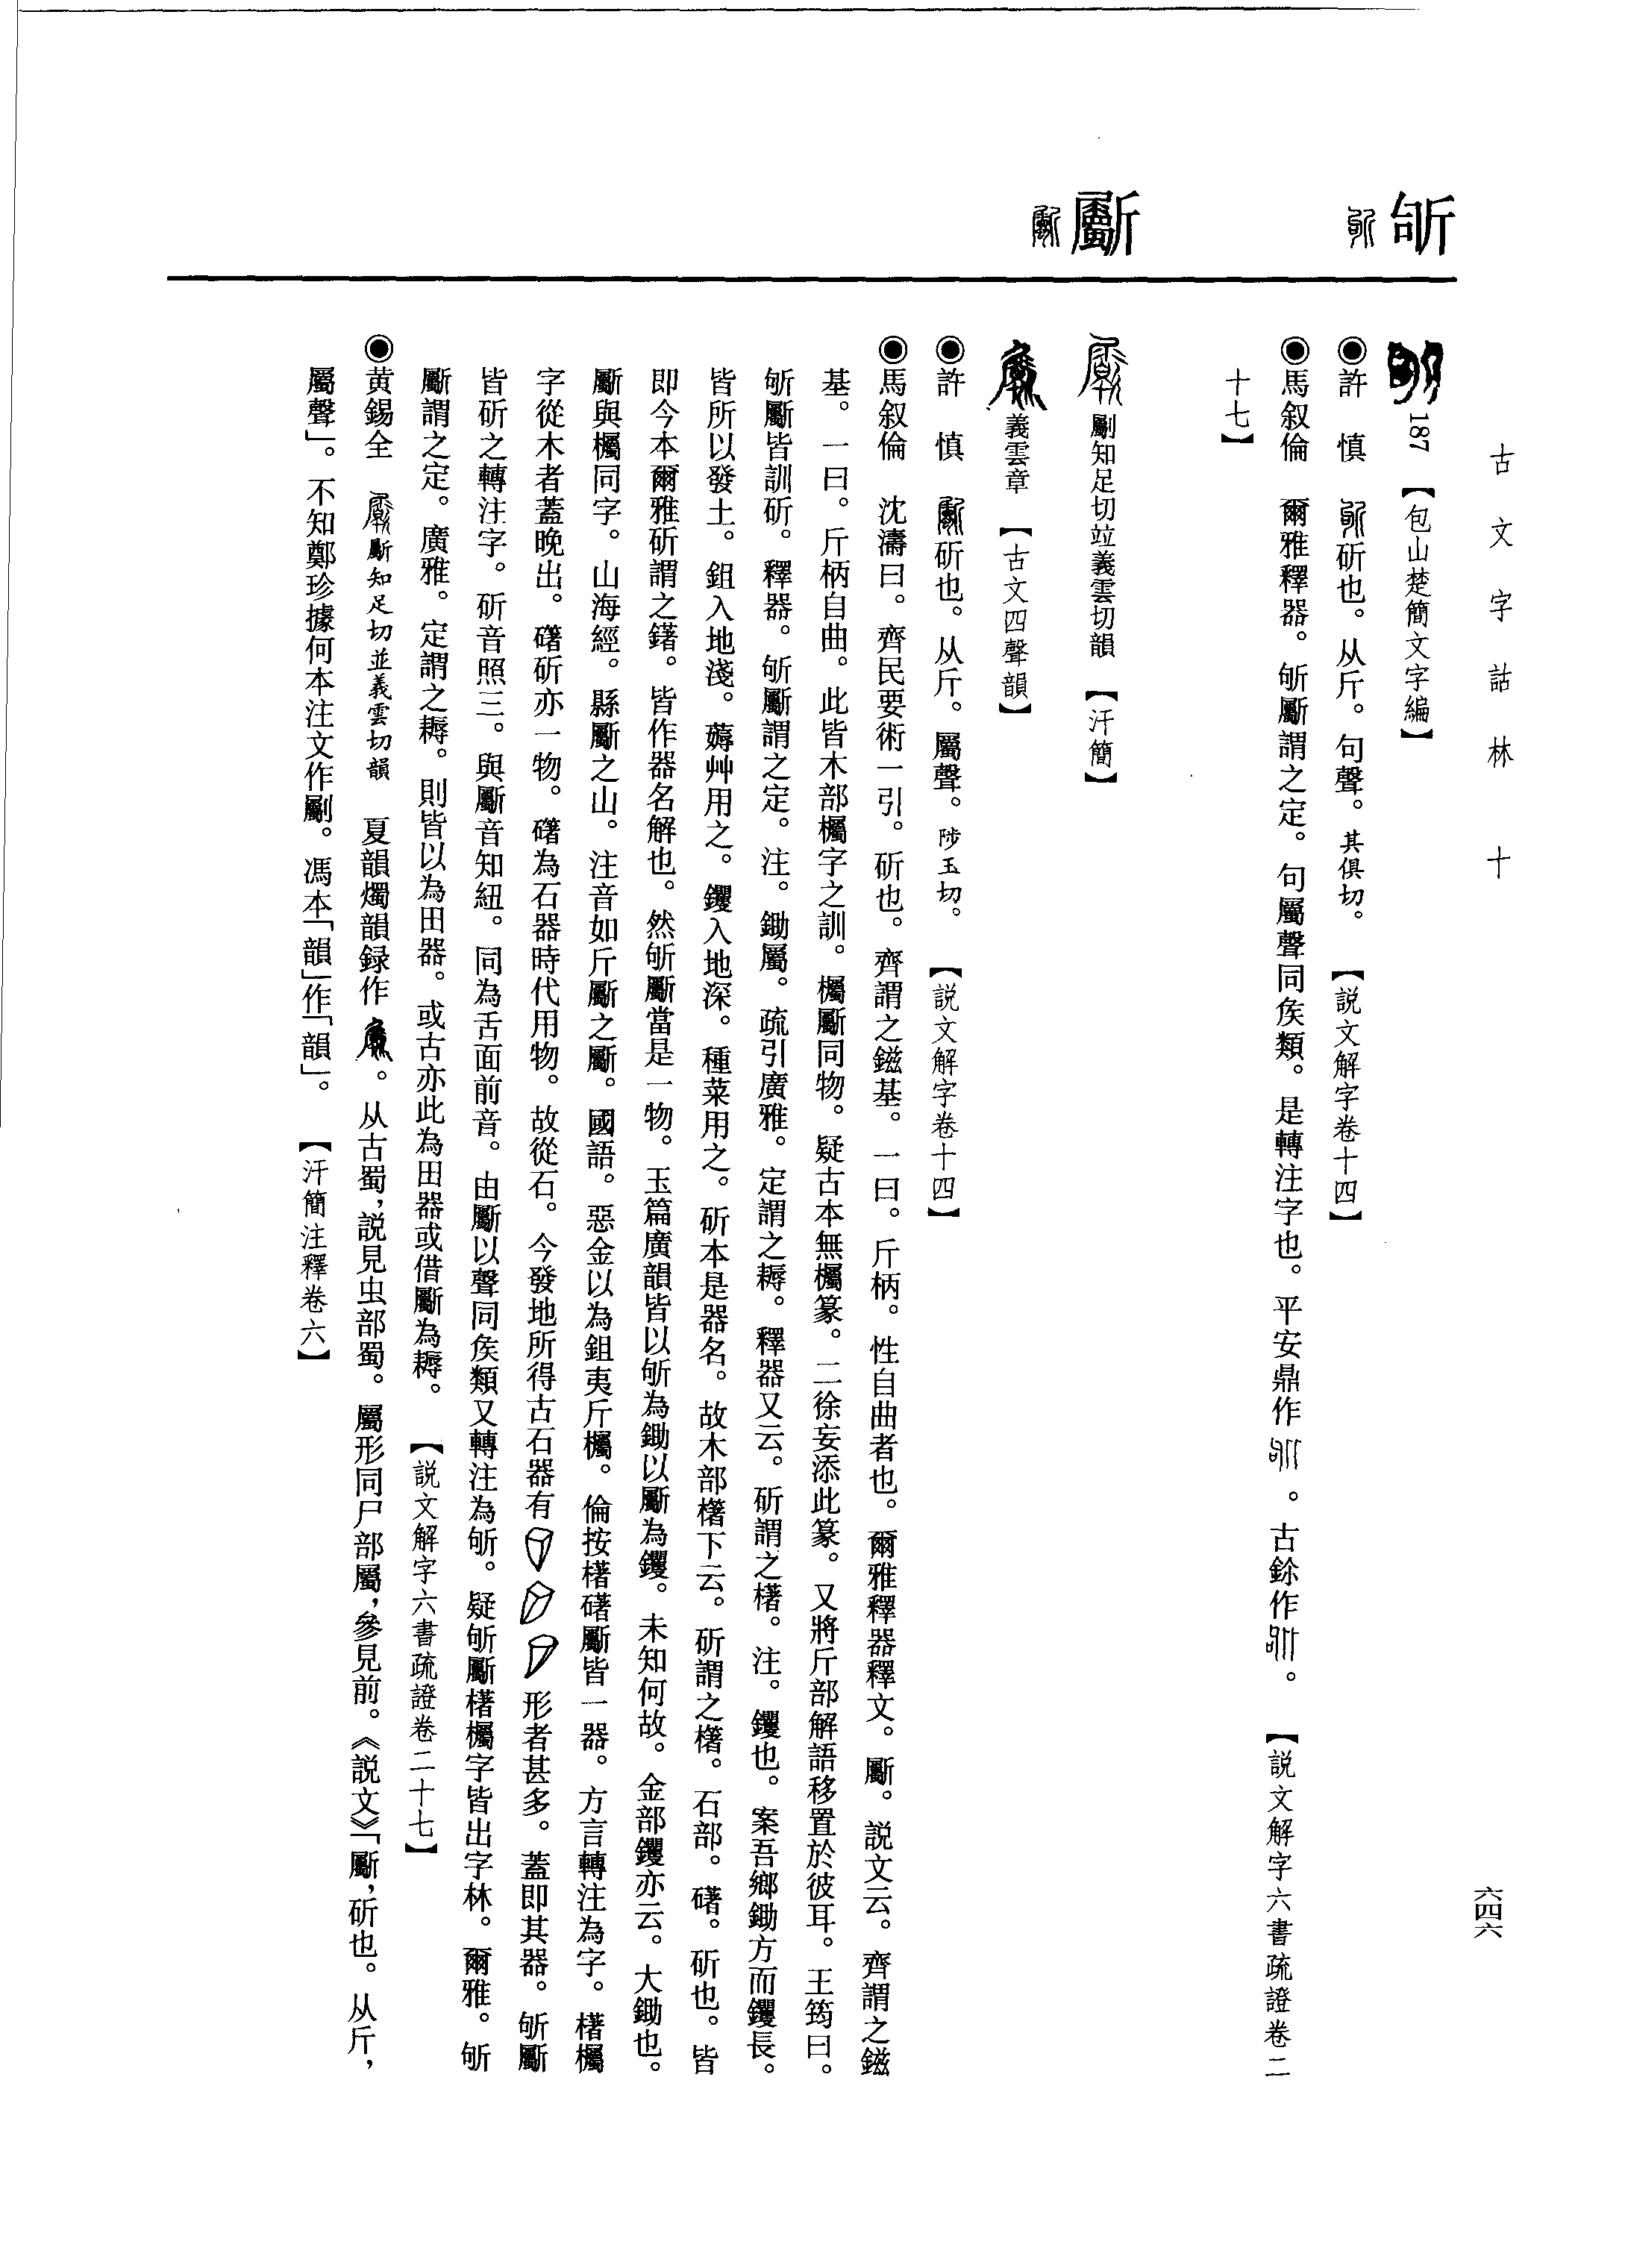 古文字詁林 十
六四六
斪
斸
187 【包山楚簡文字編】
◉許　慎　斫也。从斤。句聲。其俱切。【説文解字卷十四】
◉馬叙倫　爾雅釋器。斪斸謂之定。句屬聲同矦類。是轉注字也。平安鼎作。古鉩作。【説文解字六書疏證卷二
十七】
劚知足切竝義雲切韻 【汗簡】
義雲章 【古文四聲韻】
◉許　慎　斫也。从斤。屬聲。陟玉切。【説文解字卷十四】
◉馬叙倫　沈濤曰。齊民要術一引。斫也。齊謂之鎡基。一曰。斤柄。性自曲者也。爾雅釋器釋文。斸。説文云。齊謂之鎡
基。一曰。斤柄自曲。此皆木部欘字之訓。欘斸同物。疑古本無欘篆。二徐妄添此篆。又將斤部解語移置於彼耳。王筠曰。
斪斸皆訓斫。釋器。斪斸謂之定。注。鋤屬。疏引廣雅。定謂之耨。釋器又云。斫謂之櫡。注。钁也。案吾鄉鋤方而钁長。
皆所以發土。鉏入地淺。薅艸用之。钁入地深。種菜用之。斫本是器名。故木部櫡下云。斫謂之櫡。石部。䃴。斫也。皆
即今本爾雅斫謂之鐯。皆作器名解也。然斪斸當是一物。玉篇廣韻皆以斪為鋤以斸為钁。未知何故。金部钁亦云。大鋤也。
斸與欘同字。山海經。縣斸之山。注音如斤斸之斸。國語。惡金以為鉏夷斤欘。倫按櫡䃴斸皆一器。方言轉注為字。櫡欘
字從木者蓋晚出。䃴斫亦一物。䃴為石器時代用物。故從石。今發地所得古石器有形者甚多。蓋即其器。斪斸
皆斫之轉注字。斫音照三。與斸音知紐。同為舌面前音。由斸以聲同矦類又轉注為斪。疑斪斸櫡欘字皆出字林。爾雅。斪
斸謂之定。廣雅。定謂之耨。則皆以為田器。或古亦此為田器或借斸為耨。【説文解字六書疏證卷二十七】
◉黄錫全　斸知足切並義雲切韻　夏韻燭韻録作。从古蜀，説見虫部蜀。屬形同尸部屬，參見前。《説文》「斸，斫也。从斤，
屬聲」。不知鄭珍據何本注文作劚。馮本「韻」作「韻」。【汗簡注釋卷六】